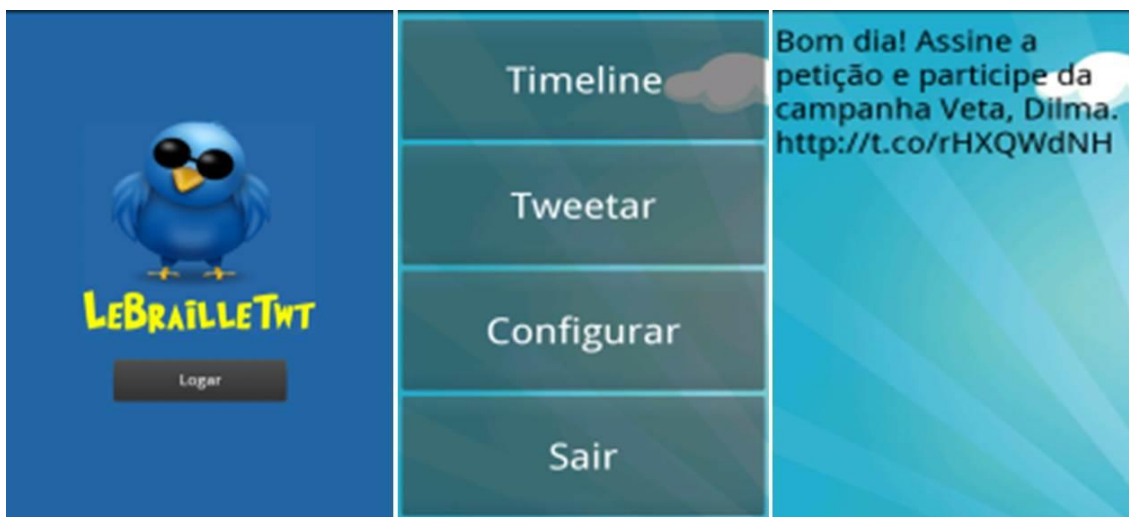 LeBrailleTwt
Logar
Timeline
Tweetar
Configurar
Sair
Bom dia! Assine a
petição e participe da
campanha Veta, Dilma.
http://t.co/rHXQWdNH